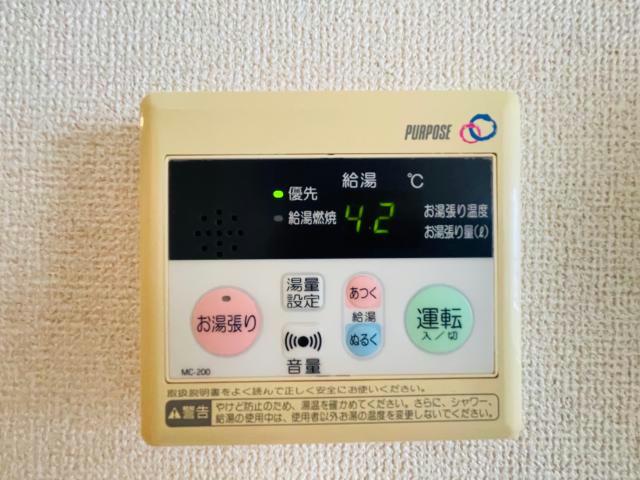 PURPOSE
給湯 ℃
優先
給湯燃焼
42
お湯張り温度
お湯張り量(ℓ)
お湯張り
湯量
設定
音量
あつく
給湯
ぬるく
運転
入/切
MC-200
取扱説明書をよく読んで正しく安全にお使いください。
警告
やけど防止のため、湯温を確かめてください。さらに、シャワー、
給湯の使用中は、使用者以外お湯の温度を変更しないでください。